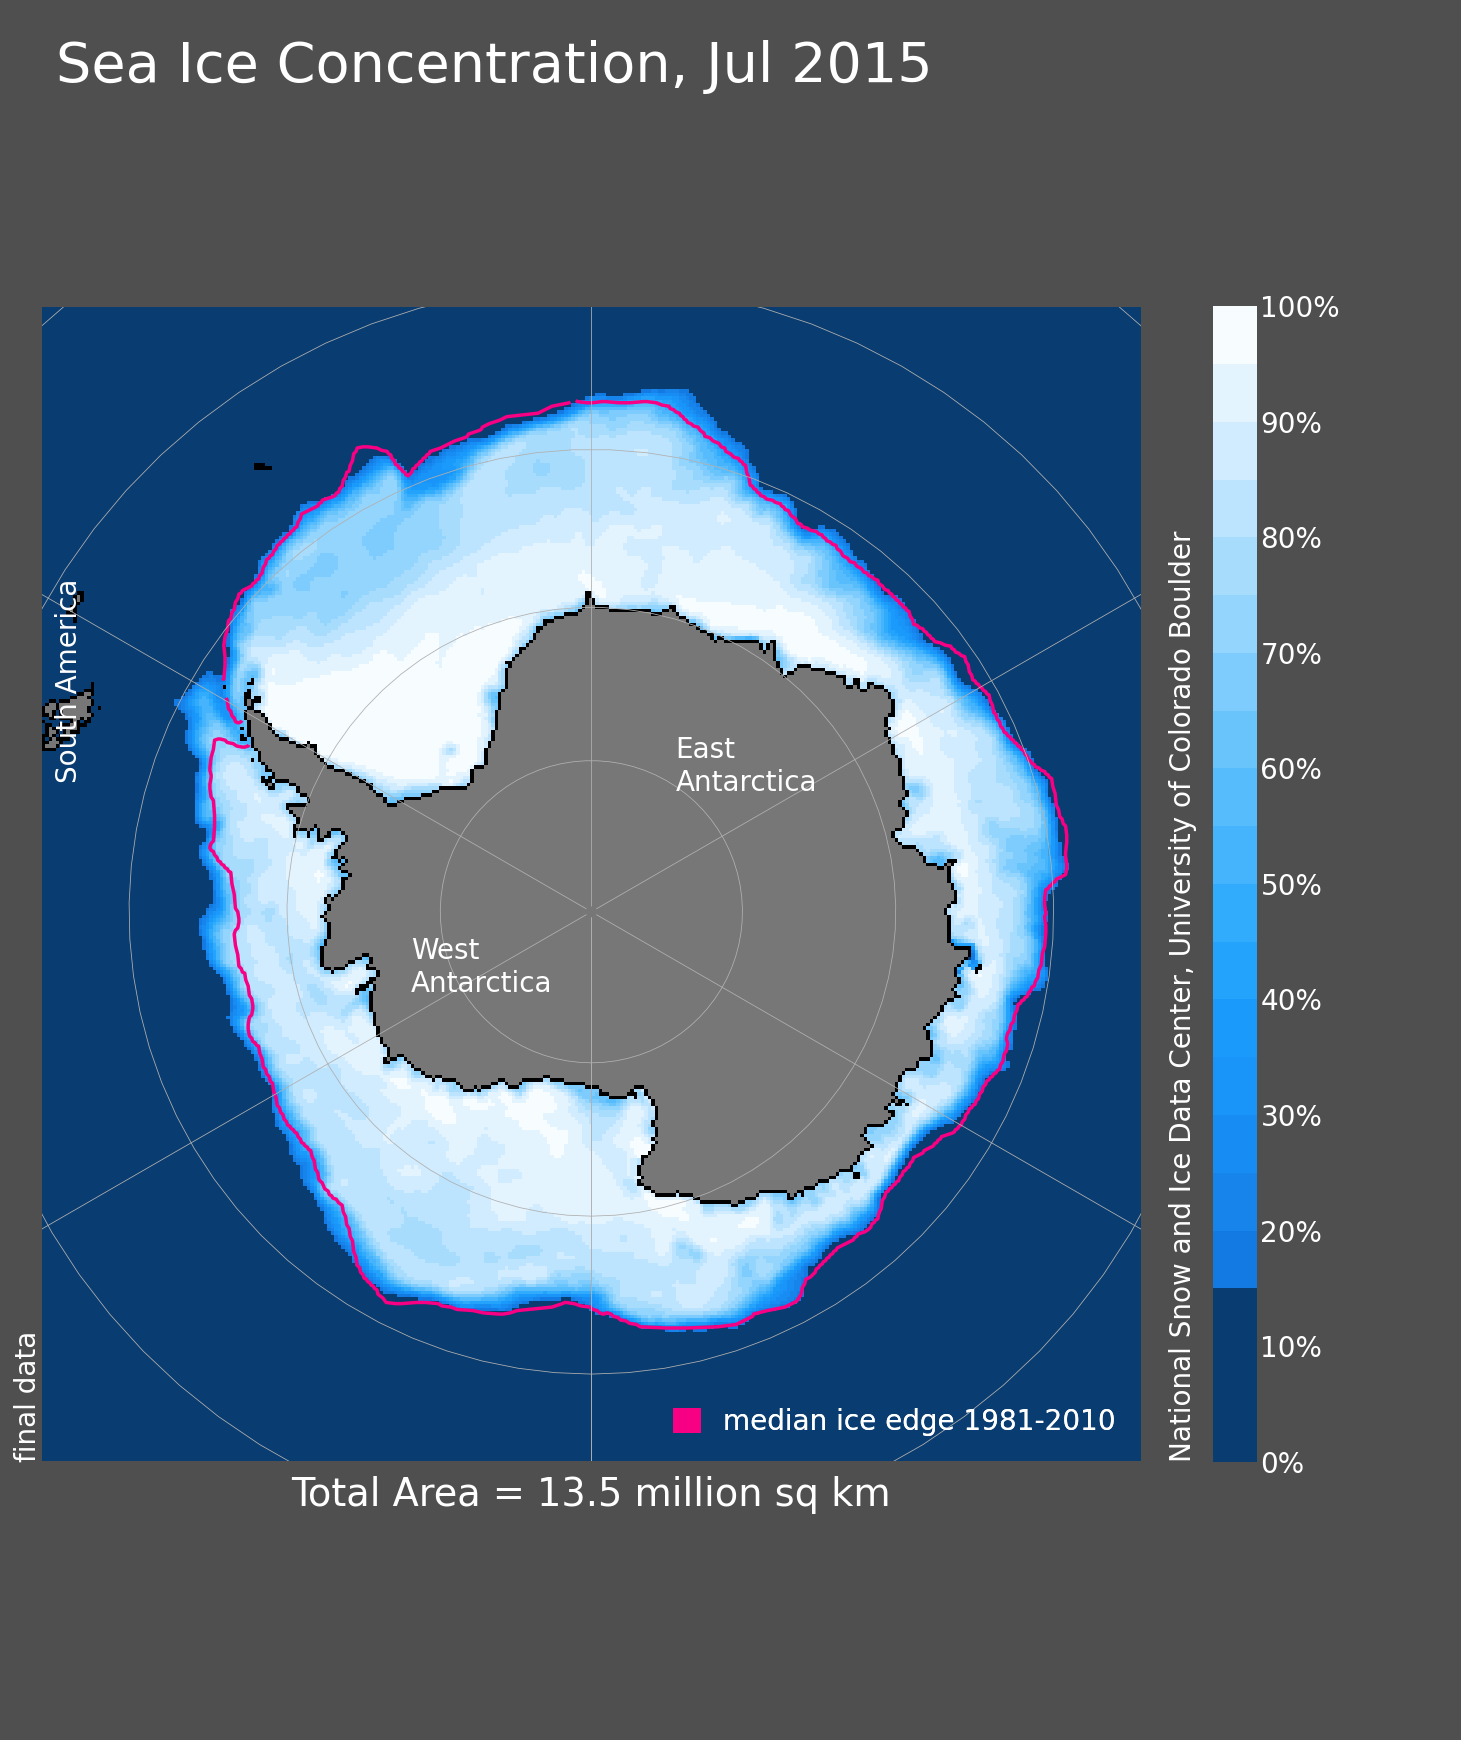 Sea Ice Concentration, Jul 2015
South America
East
Antarctica
West
Antarctica
final data
median ice edge 1981-2010
Total Area = 13.5 million sq km
National Snow and Ice Data Center, University of Colorado Boulder
100%
90%
80%
70%
60%
50%
40%
30%
20%
10%
0%